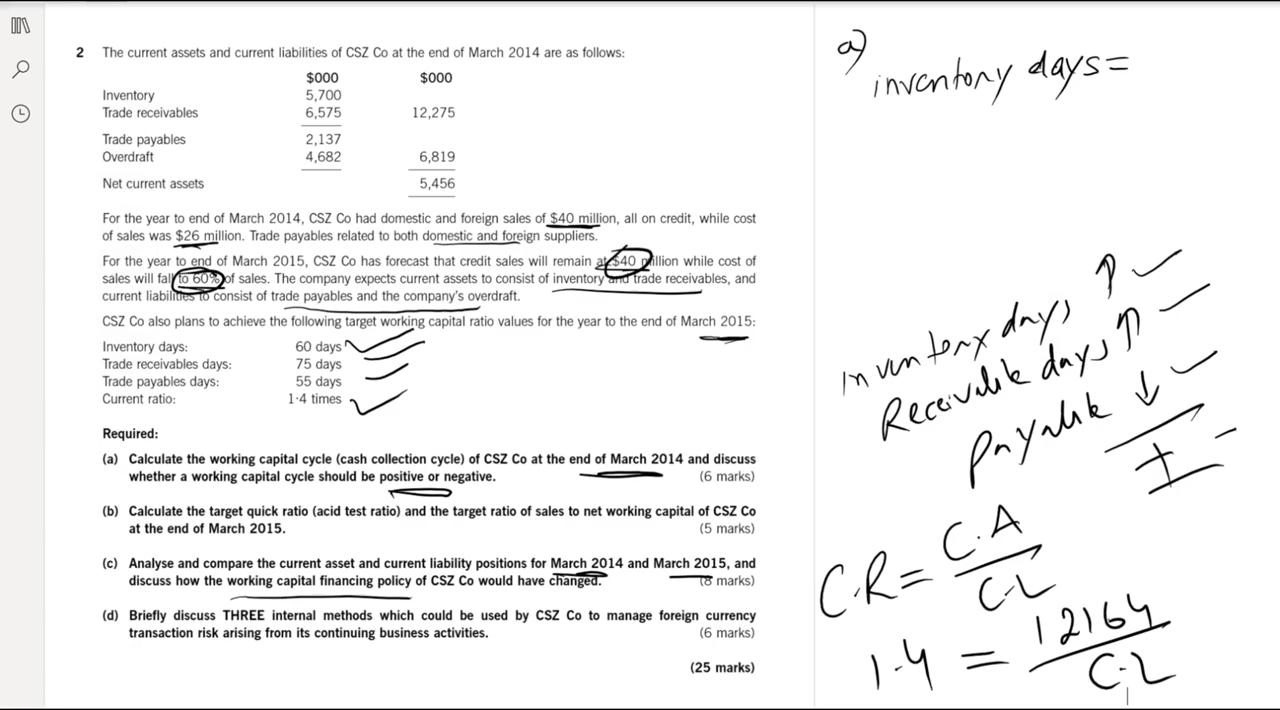 2 The current assets and current liabilities of CSZ Co at the end of March 2014 are as follows:
$000 $000
Inventory 5,700
Trade receivables 6,575 12,275
Trade payables 2,137
Overdraft 4,682 6,819
Net current assets 5,456
For the year to end of March 2014, CSZ Co had domestic and foreign sales of $40 million, all on credit, while cost
of sales was $26 million. Trade payables related to both domestic and foreign suppliers.
For the year to end of March 2015, CSZ Co has forecast that credit sales will remain at $40 million while cost of
sales will fall to 60% of sales. The company expects current assets to consist of inventory and trade receivables, and
current liabilities to consist of trade payables and the company's overdraft.
CSZ Co also plans to achieve the following target working capital ratio values for the year to the end of March 2015:
Inventory days: 60 days
Trade receivables days: 75 days
Trade payables days: 55 days
Current ratio: 1·4 times
Required:
(a) Calculate the working capital cycle (cash collection cycle) of CSZ Co at the end of March 2014 and discuss
whether a working capital cycle should be positive or negative. (6 marks)
(b) Calculate the target quick ratio (acid test ratio) and the target ratio of sales to net working capital of CSZ Co
at the end of March 2015. (5 marks)
(c) Analyse and compare the current asset and current liability positions for March 2014 and March 2015, and
discuss how the working capital financing policy of CSZ Co would have changed. (8 marks)
(d) Briefly discuss THREE internal methods which could be used by CSZ Co to manage foreign currency
transaction risk arising from its continuing business activities. (6 marks)
(25 marks)
a)
inventory days=
inventory days ↑
Receivable days ↑
payable ↓
C.R = C.A
C.L
1.4 = 12164
C.L